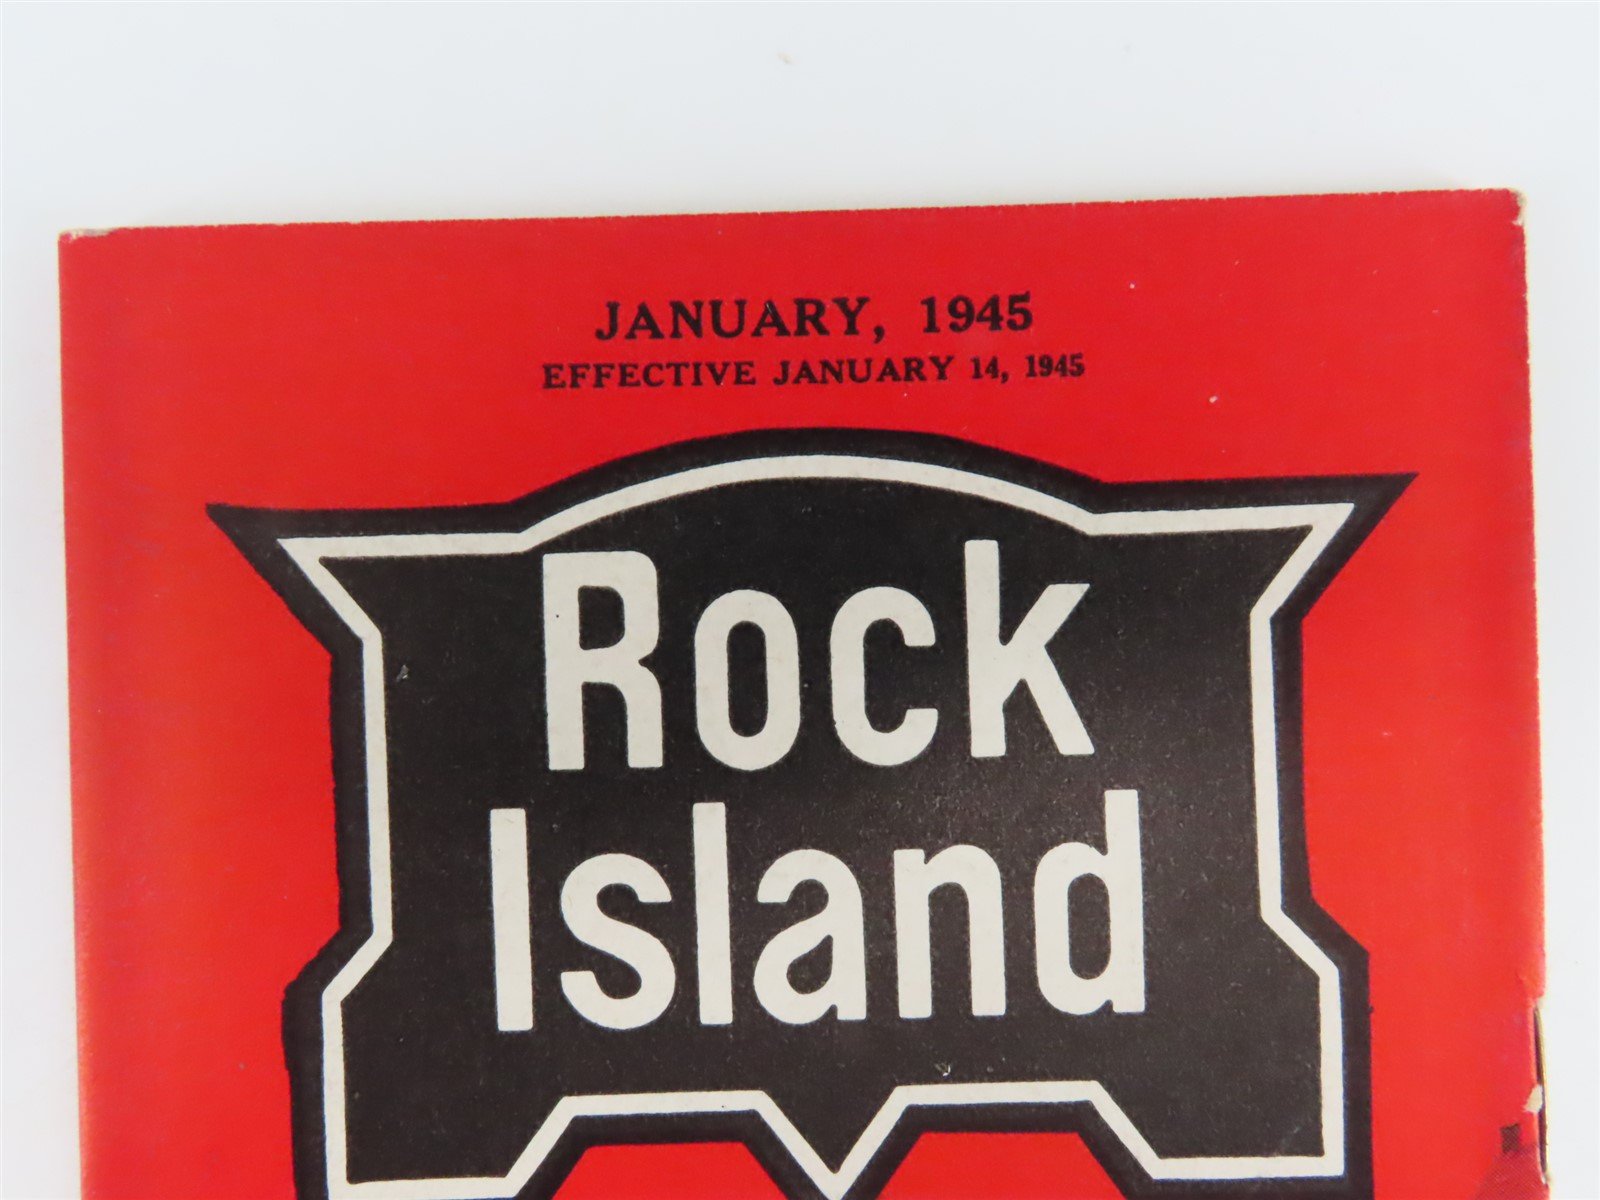 JANUARY, 1945
EFFECTIVE JANUARY 14, 1945
Rock
Island